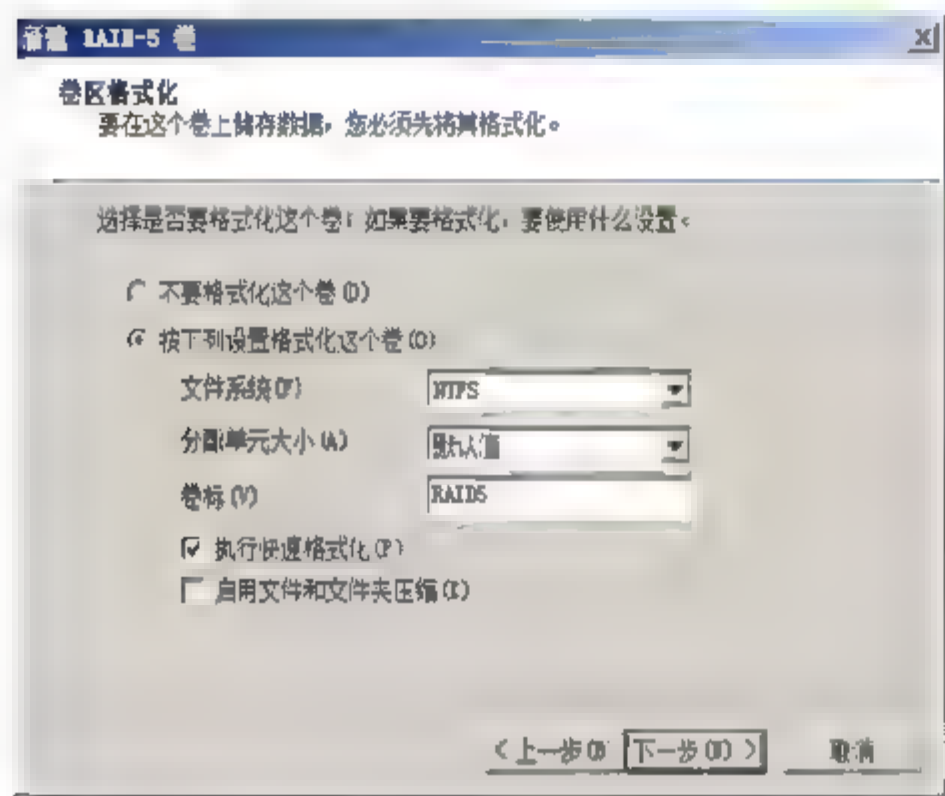 新建 RAID-5 卷
卷区格式化
要在这个卷上储存数据，您必须先将其格式化。
选择是否要格式化这个卷；如果要格式化，要使用什么设置。
不要格式化这个卷(D)
按下列设置格式化这个卷(O)
文件系统(F) NTFS
分配单元大小(A) 默认值
卷标(V) RAID5
执行快速格式化(P)
启用文件和文件夹压缩(E)
< 上一步(B) 下一步(N) > 取消